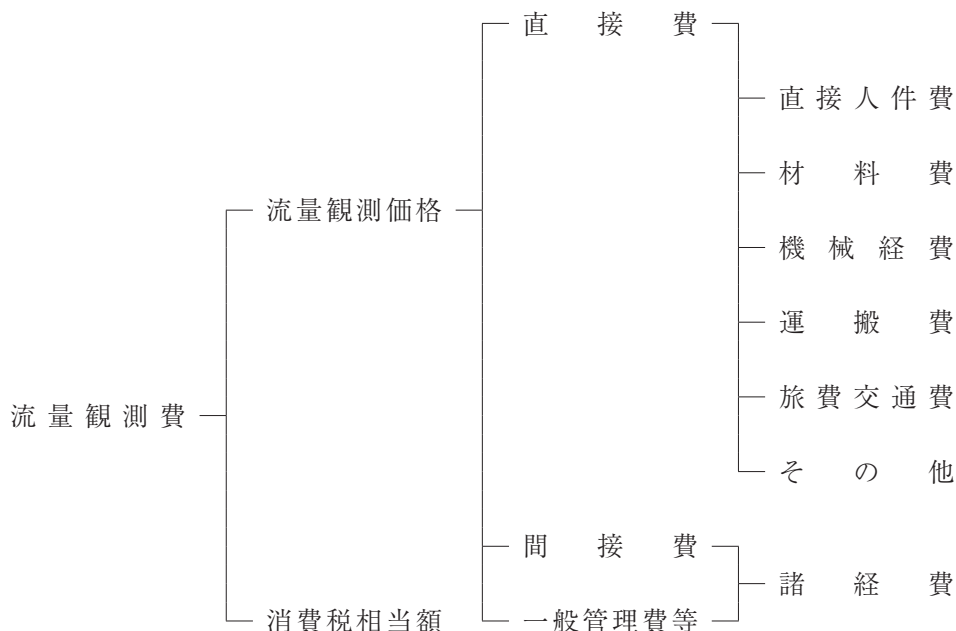 直接費
直接人件費
材料費
流量観測価格
機械経費
運搬費
旅費交通費
流量観測費
その他
間接費
諸経費
消費税相当額
一般管理費等